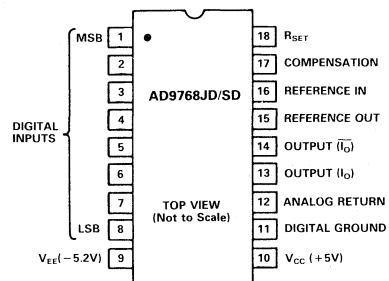 MSB 1 18 R_SET
2 17 COMPENSATION
3 AD9768JD/SD 16 REFERENCE IN
4 15 REFERENCE OUT
DIGITAL INPUTS
5 14 OUTPUT (I̅_O̅)
6 13 OUTPUT (I_O)
7 TOP VIEW 12 ANALOG RETURN
(Not to Scale)
LSB 8 11 DIGITAL GROUND
V_EE(−5.2V) 9 10 V_CC (+5V)